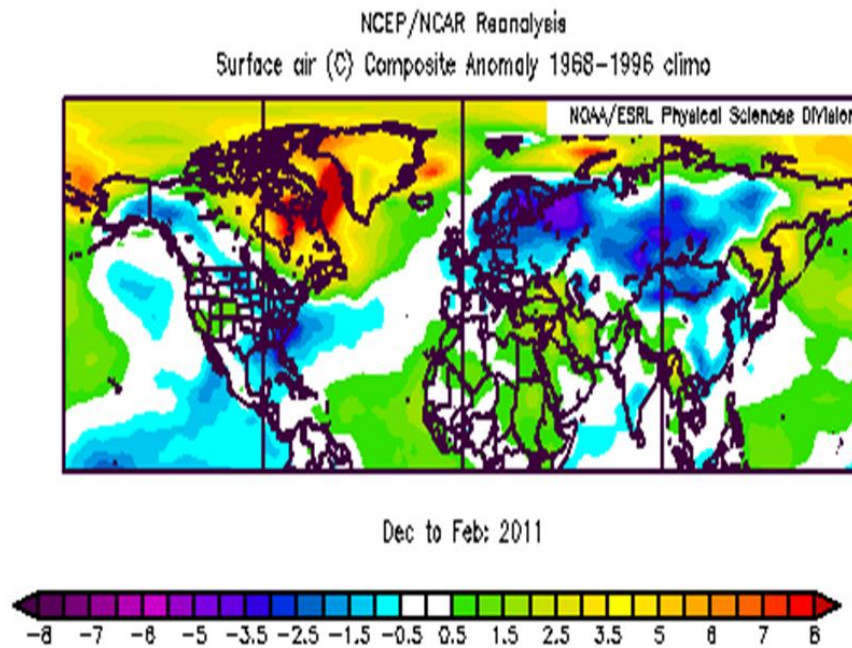 NCEP/NCAR Reanalysis
Surface air (C) Composite Anomaly 1968-1996 climo
NOAA/ESRL Physical Sciences Division
Dec to Feb: 2011
-8 -7 -6 -5 -3.5 -2.5 -1.5 -0.5 0.5 1.5 2.5 3.5 5 6 7 8